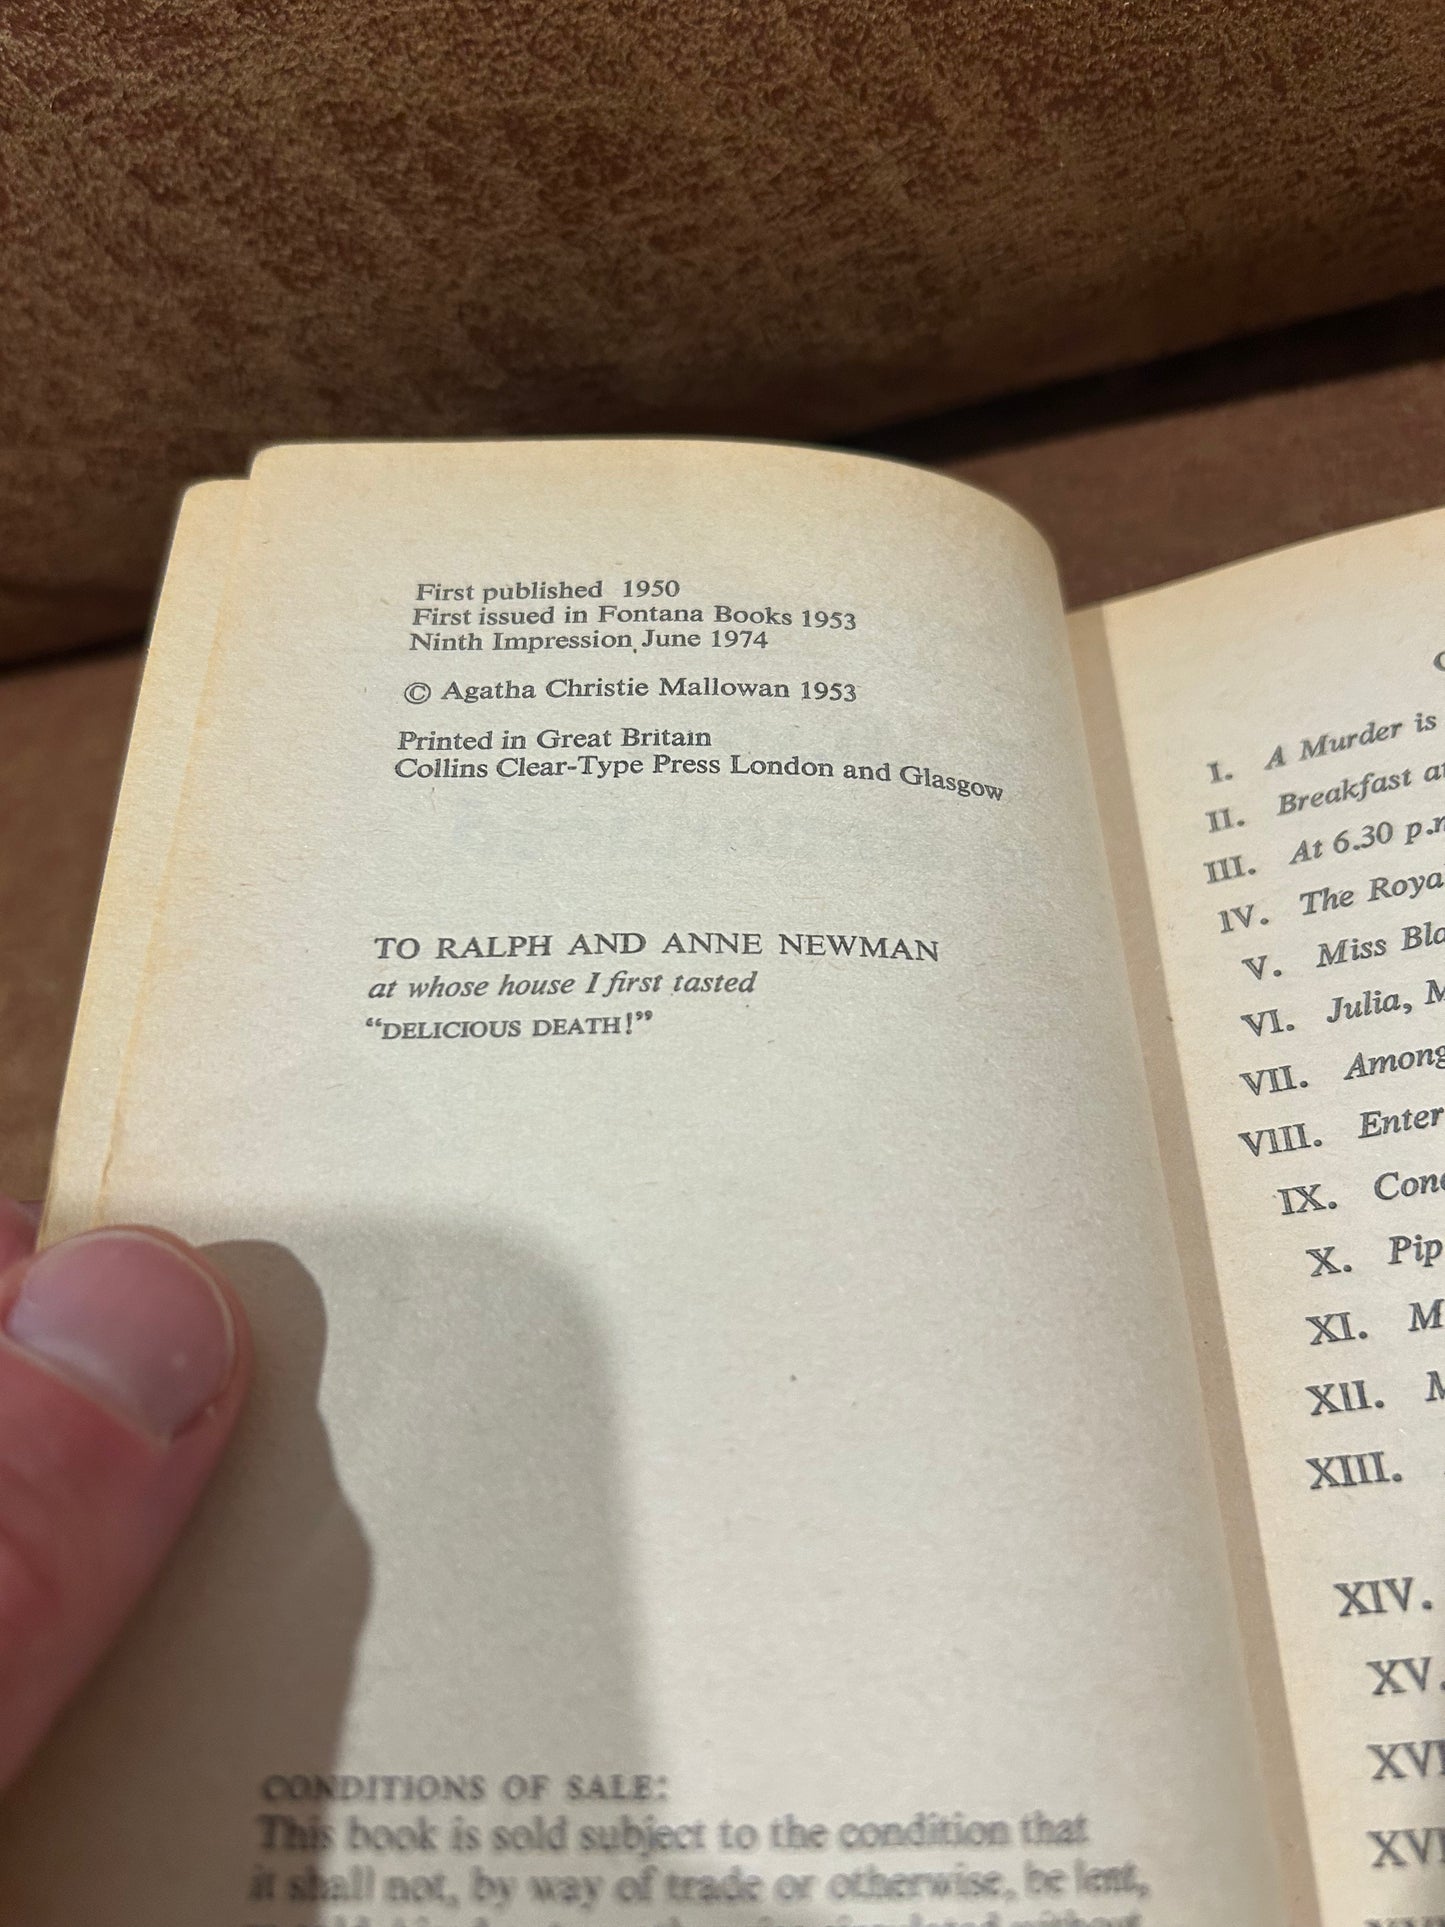 First published 1950
First issued in Fontana Books 1953
Ninth Impression, June 1974
© Agatha Christie Mallowan 1953
Printed in Great Britain
Collins Clear-Type Press London and Glasgow
TO RALPH AND ANNE NEWMAN
at whose house I first tasted
“DELICIOUS DEATH!”
CONDITIONS OF SALE:
This book is sold subject to the condition that
it shall not, by way of trade or otherwise, be lent,
I. A Murder is
II. Breakfast at
III. At 6.30 p.m
IV. The Royal
V. Miss Bla
VI. Julia, M
VII. Among
VIII. Enter
IX. Conc
X. Pip
XI. M
XII. M
XIII.
XIV.
XV.
XVI
XVI